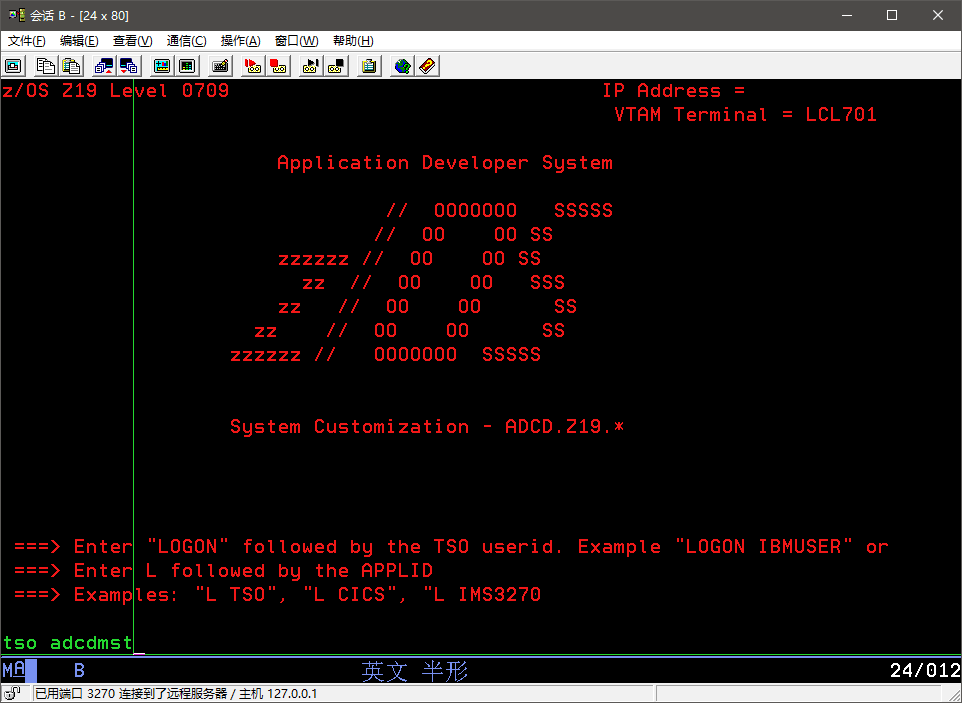 会话 B - [24 x 80]
文件(F) 编辑(E) 查看(V) 通信(C) 操作(A) 窗口(W) 帮助(H)
z/OS Z19 Level 0709 IP Address =
VTAM Terminal = LCL701
Application Developer System
// OOOOOOO SSSSS
// OO OO SS
zzzzzz // OO OO SS
zz // OO OO SSS
zz // OO OO SS
zz // OO OO SS
zzzzzz // OOOOOOO SSSSS
System Customization - ADCD.Z19.*
===> Enter "LOGON" followed by the TSO userid. Example "LOGON IBMUSER" or
===> Enter L followed by the APPLID
===> Examples: "L TSO", "L CICS", "L IMS3270
tso adcdmst
MA B 英文 半形 24/012
已用端口 3270 连接到了远程服务器 / 主机 127.0.0.1